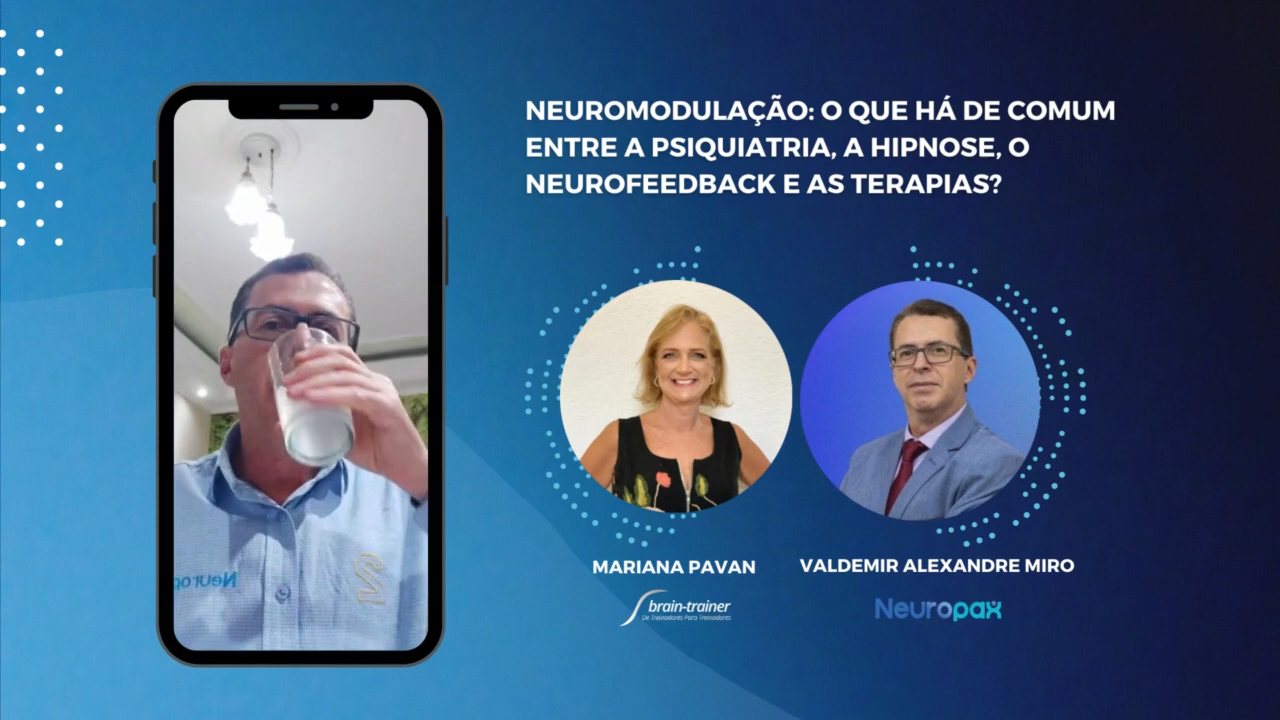 NEUROMODULAÇÃO: O QUE HÁ DE COMUM
ENTRE A PSIQUIATRIA, A HIPNOSE, O
NEUROFEEDBACK E AS TERAPIAS?
MARIANA PAVAN
VALDEMIR ALEXANDRE MIRO
brain-trainer
De Treinadores Para Treinadores
Neuropax